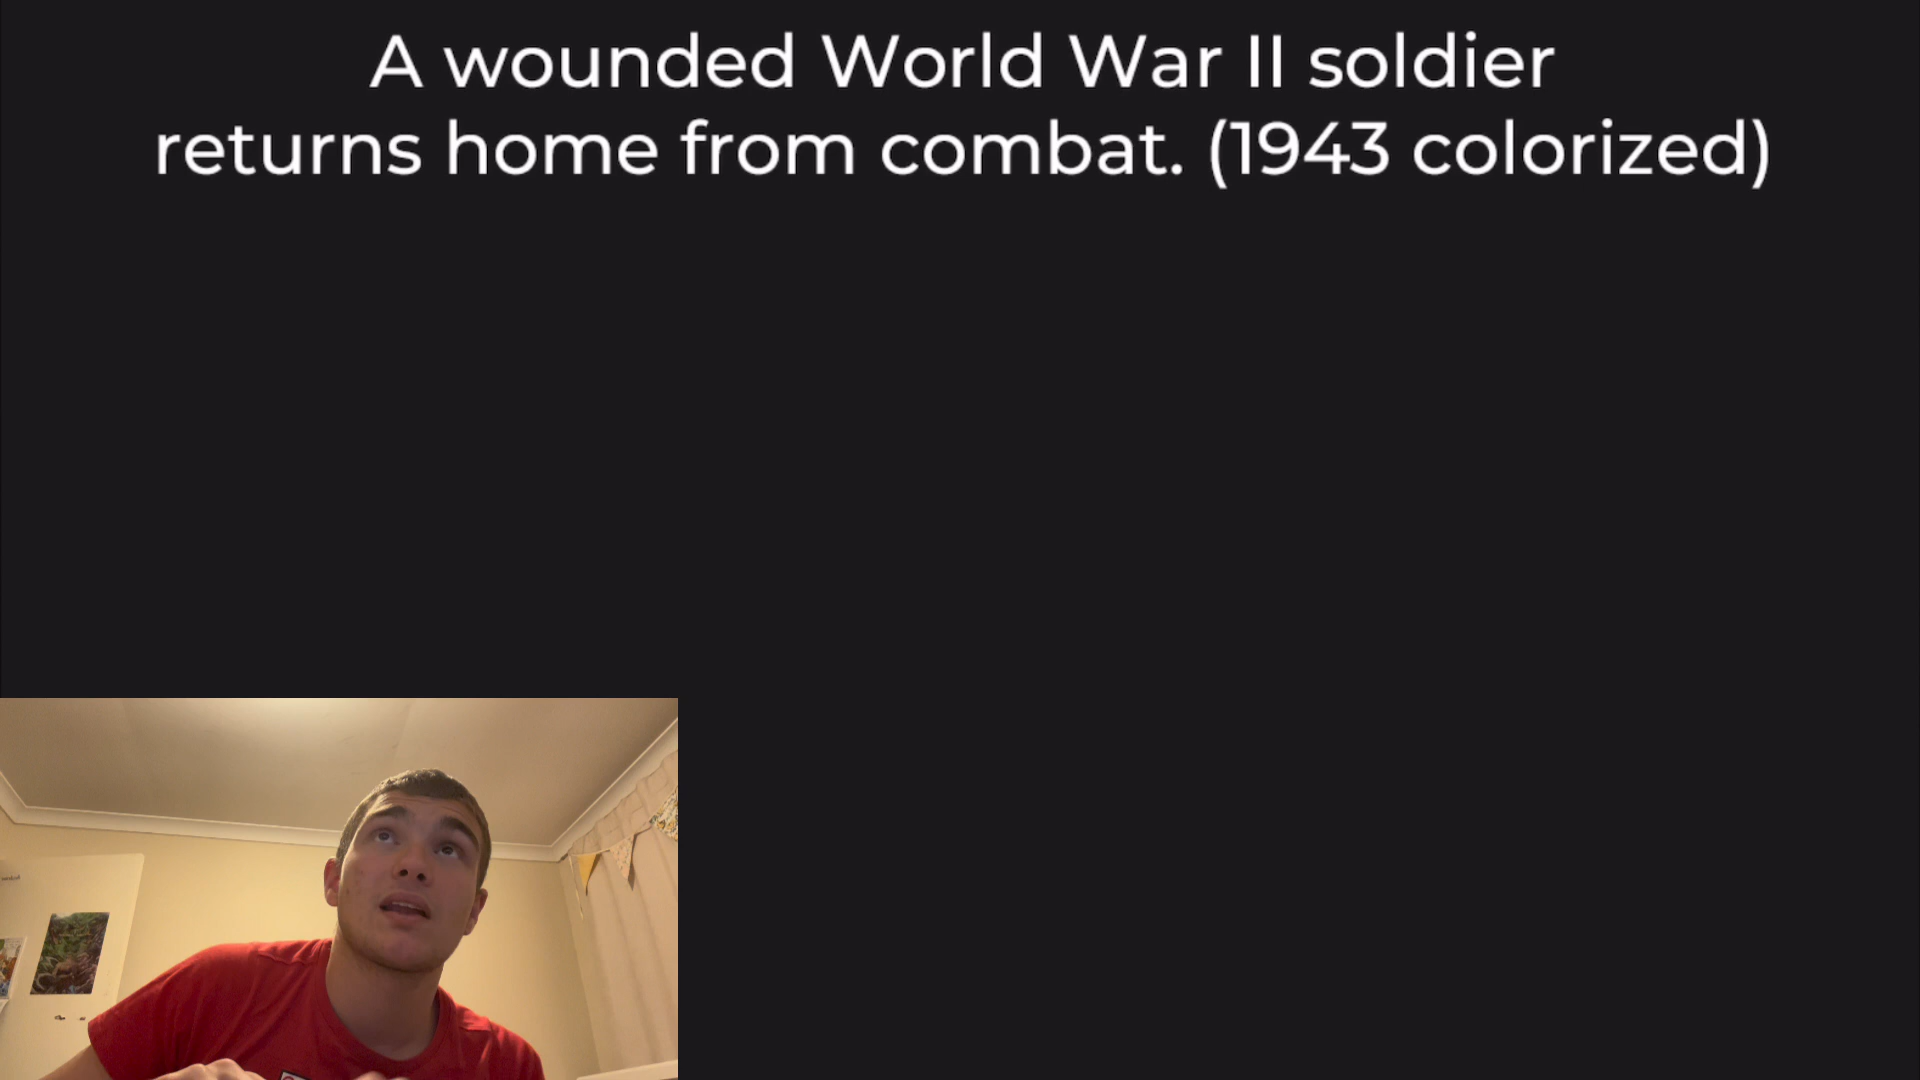 A wounded World War II soldier
returns home from combat. (1943 colorized)